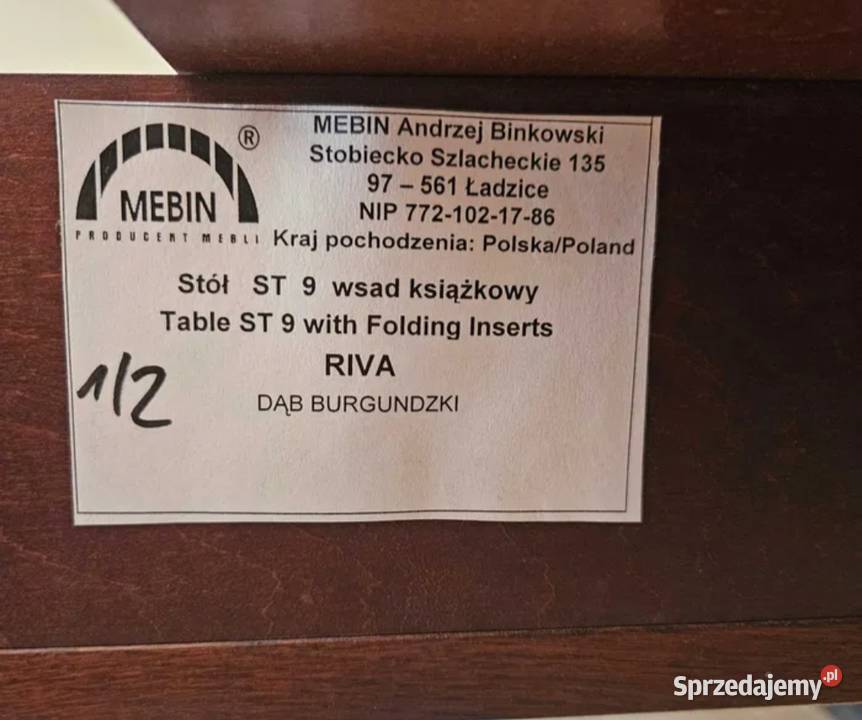 MEBIN Andrzej Binkowski
Stobiecko Szlacheckie 135
97 – 561 Ładzice
NIP 772-102-17-86
Kraj pochodzenia: Polska/Poland
®
MEBIN
PRODUCENT MEBLI
Stół ST 9 wsad książkowy
Table ST 9 with Folding Inserts
RIVA
DĄB BURGUNDZKI
1/2
Sprzedajemy.pl